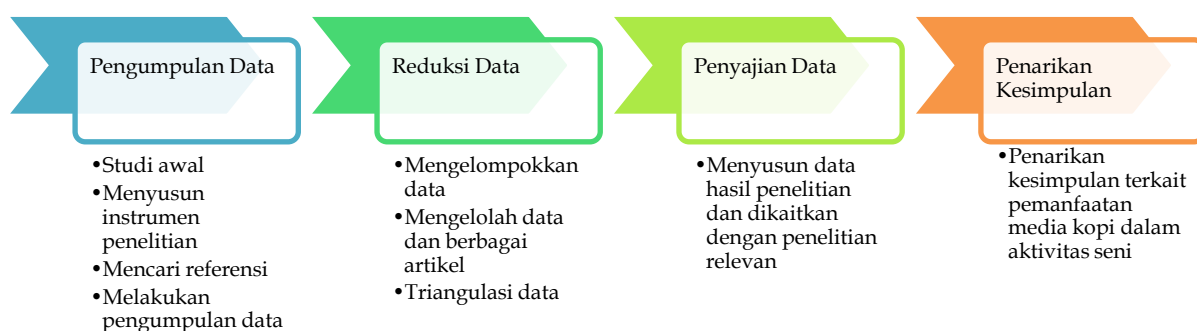 Pengumpulan Data
•Studi awal
•Menyusun
instrumen
penelitian
•Mencari referensi
•Melakukan
pengumpulan data
Reduksi Data
•Mengelompokkan
data
•Mengelolah data
dan berbagai
artikel
•Triangulasi data
Penyajian Data
•Menyusun data
hasil penelitian
dan dikaitkan
dengan penelitian
relevan
Penarikan
Kesimpulan
•Penarikan
kesimpulan terkait
pemanfaatan
media kopi dalam
aktivitas seni